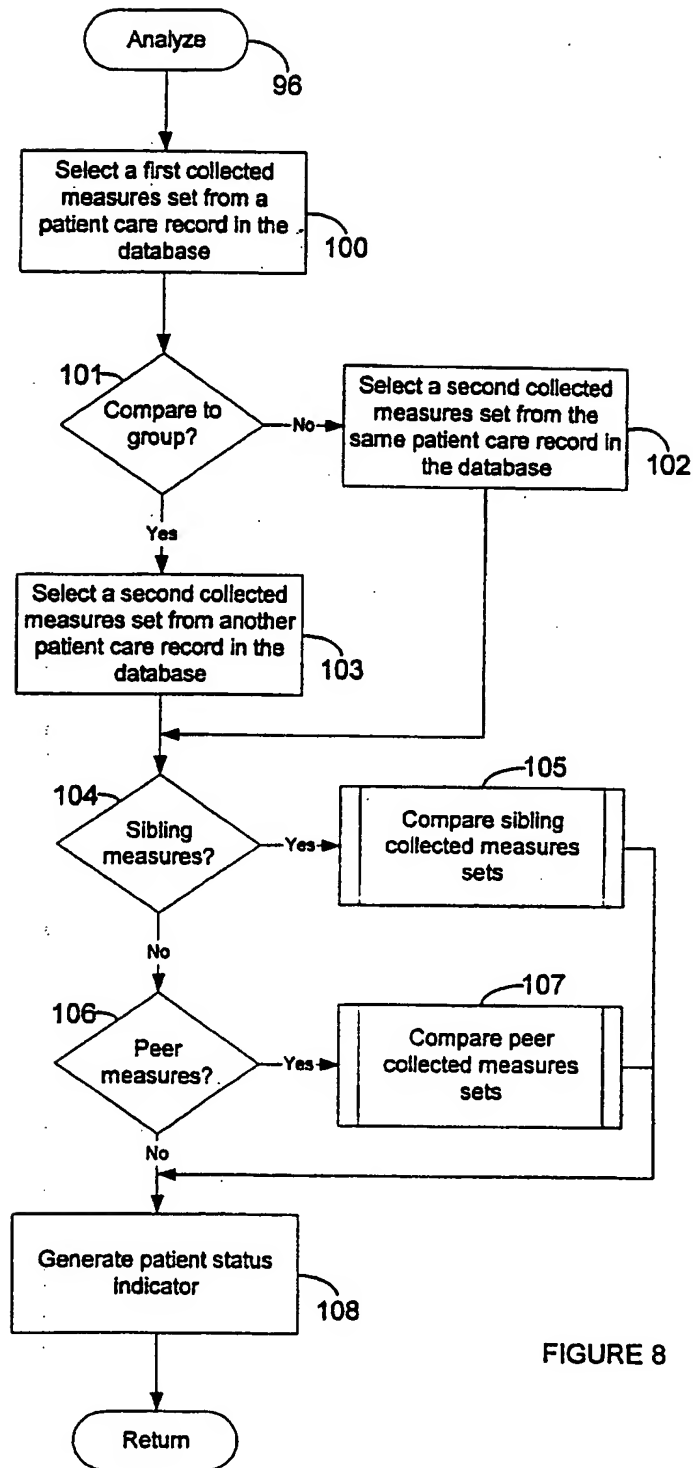 Analyze
96
Select a first collected
measures set from a
patient care record in the
database
100
101
Compare to
group?
No
Select a second collected
measures set from the
same patient care record in
the database
102
Yes
Select a second collected
measures set from another
patient care record in the
database
103
104
Sibling
measures?
Yes
105
Compare sibling
collected measures
sets
No
106
Peer
measures?
Yes
107
Compare peer
collected measures
sets
No
Generate patient status
indicator
108
FIGURE 8
Return